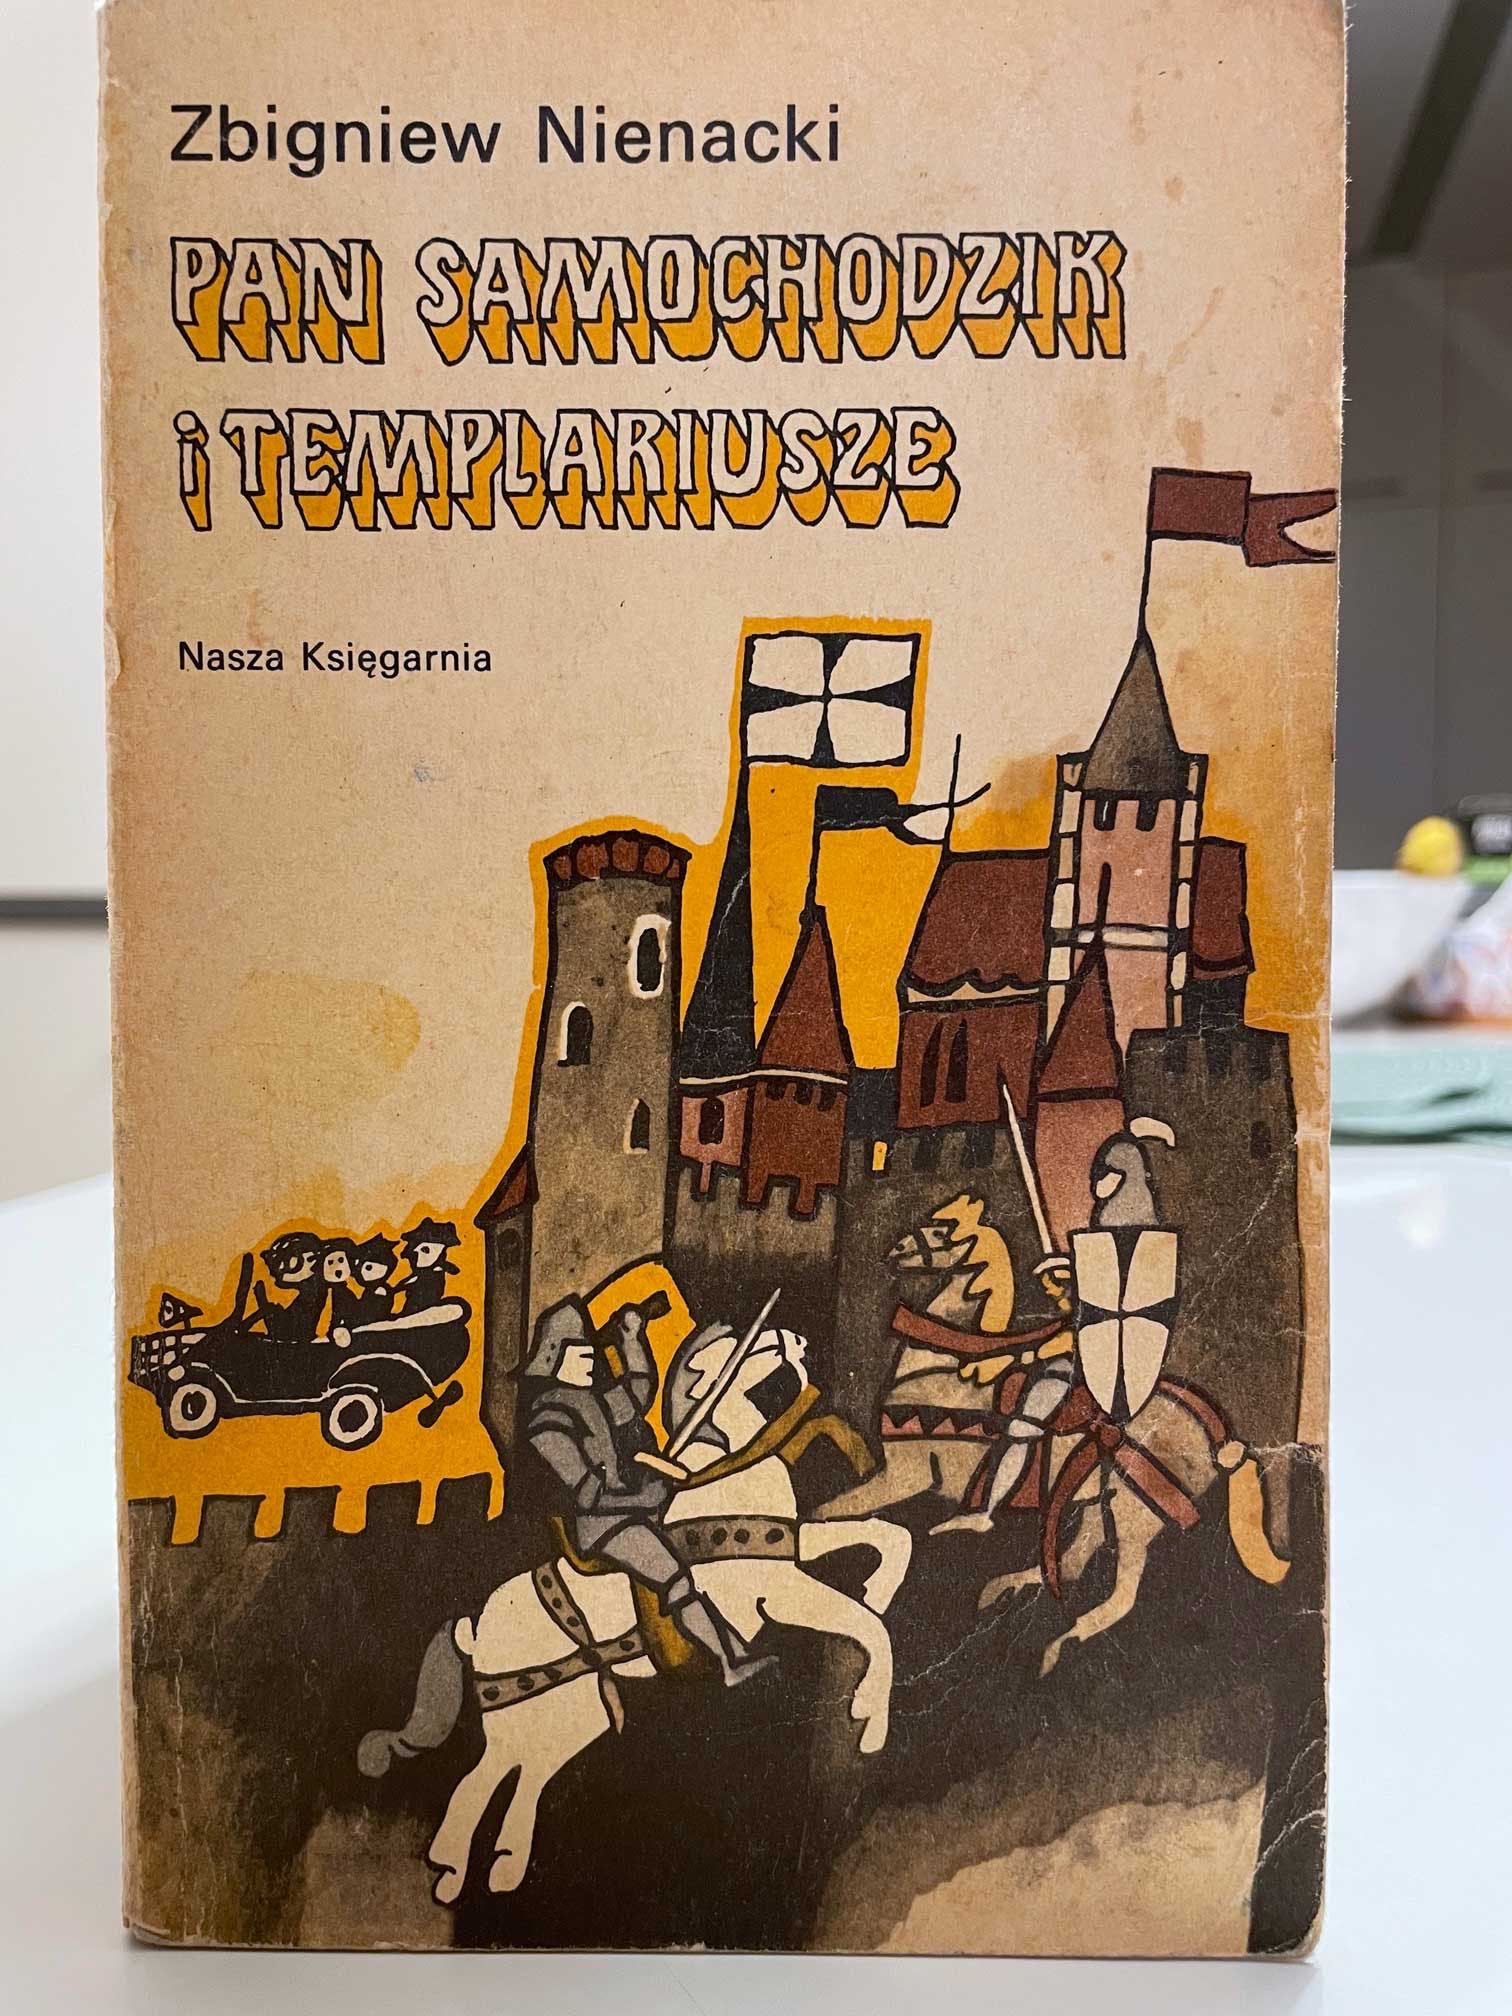 Zbigniew Nienacki
PAN SAMOCHODZIK
i TEMPLARIUSZE
Nasza Księgarnia